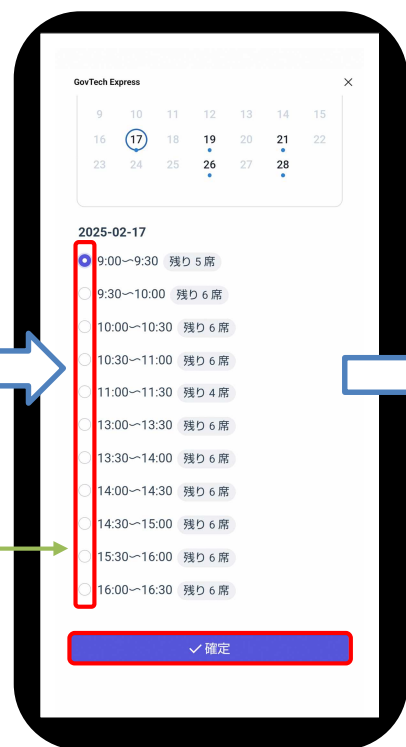 GovTech Express ×
9 10 11 12 13 14 15
16 17 18 19 20 21 22
23 24 25 26 27 28
2025-02-17
9:00~9:30 残り 5 席
9:30~10:00 残り 6 席
10:00~10:30 残り 6 席
10:30~11:00 残り 6 席
11:00~11:30 残り 4 席
13:00~13:30 残り 6 席
13:30~14:00 残り 6 席
14:00~14:30 残り 6 席
14:30~15:00 残り 6 席
15:30~16:00 残り 6 席
16:00~16:30 残り 6 席
✓ 確定